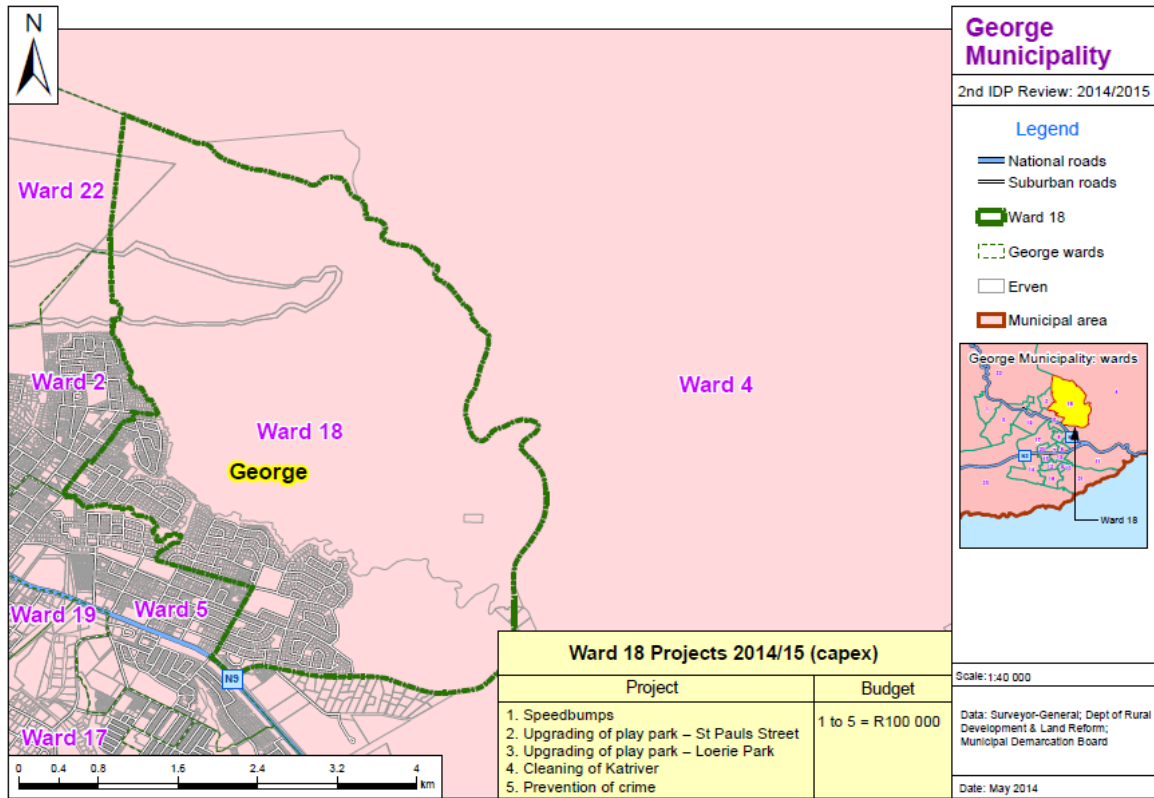 N
George
Municipality
2nd IDP Review: 2014/2015
Legend
National roads
Suburban roads
Ward 18
George wards
Erven
Municipal area
George Municipality: wards
Ward 18
Ward 22
Ward 2
Ward 18
George
Ward 4
Ward 19
Ward 5
N9
Ward 17
Ward 18 Projects 2014/15 (capex)
Project
Budget
1. Speedbumps
1 to 5 = R100 000
2. Upgrading of play park – St Pauls Street
3. Upgrading of play park – Loerie Park
4. Cleaning of Katriver
5. Prevention of crime
0 0.4 0.8 1.6 2.4 3.2 4
km
Scale:1:40 000
Data: Surveyor-General; Dept of Rural
Development & Land Reform;
Municipal Demarcation Board
Date: May 2014